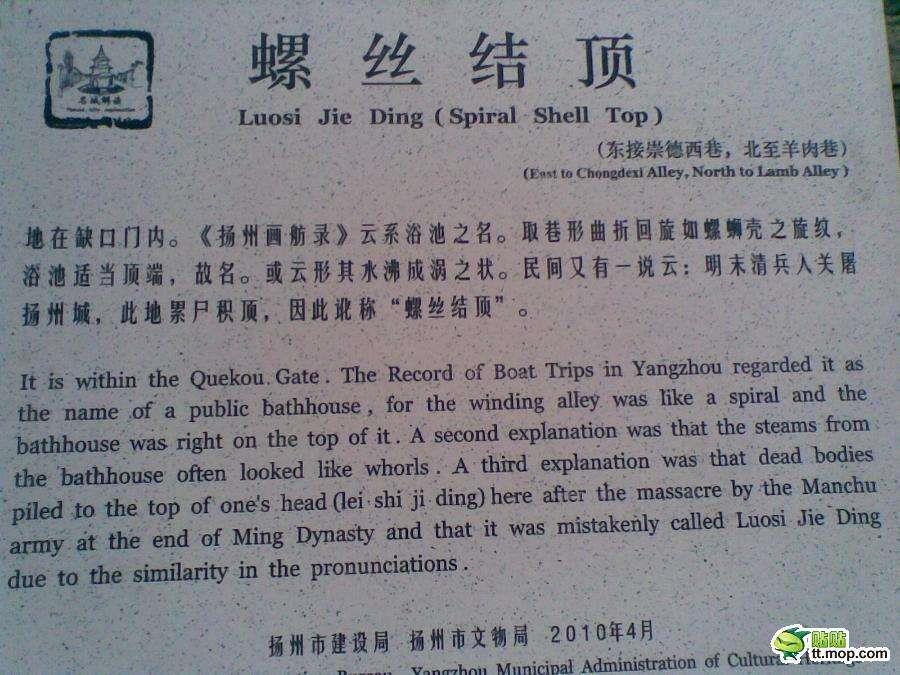 螺丝结顶
Luosi Jie Ding ( Spiral Shell Top )
（东接崇德西巷，北至羊肉巷）
(East to Chongdexi Alley, North to Lamb Alley )
名城解读
地在缺口门内。《扬州画舫录》云系浴池之名。取巷形曲折回旋如螺蛳壳之旋纹，
浴池适当顶端，故名。或云形其水沸成涡之状。民间又有一说云：明末清兵入关屠
扬州城，此地累尸积顶，因此讹称“螺丝结顶”。
It is within the Quekou Gate. The Record of Boat Trips in Yangzhou regarded it as
the name of a public bathhouse, for the winding alley was like a spiral and the
bathhouse was right on the top of it. A second explanation was that the steams from
the bathhouse often looked like whorls. A third explanation was that dead bodies
piled to the top of one's head (lei shi ji ding) here after the massacre by the Manchu
army at the end of Ming Dynasty and that it was mistakenly called Luosi Jie Ding
due to the similarity in the pronunciations.
扬州市建设局 扬州市文物局 2010年4月
Bureau Yangzhou Municipal Administration of Cultural Heritage
贴贴
tt.mop.com